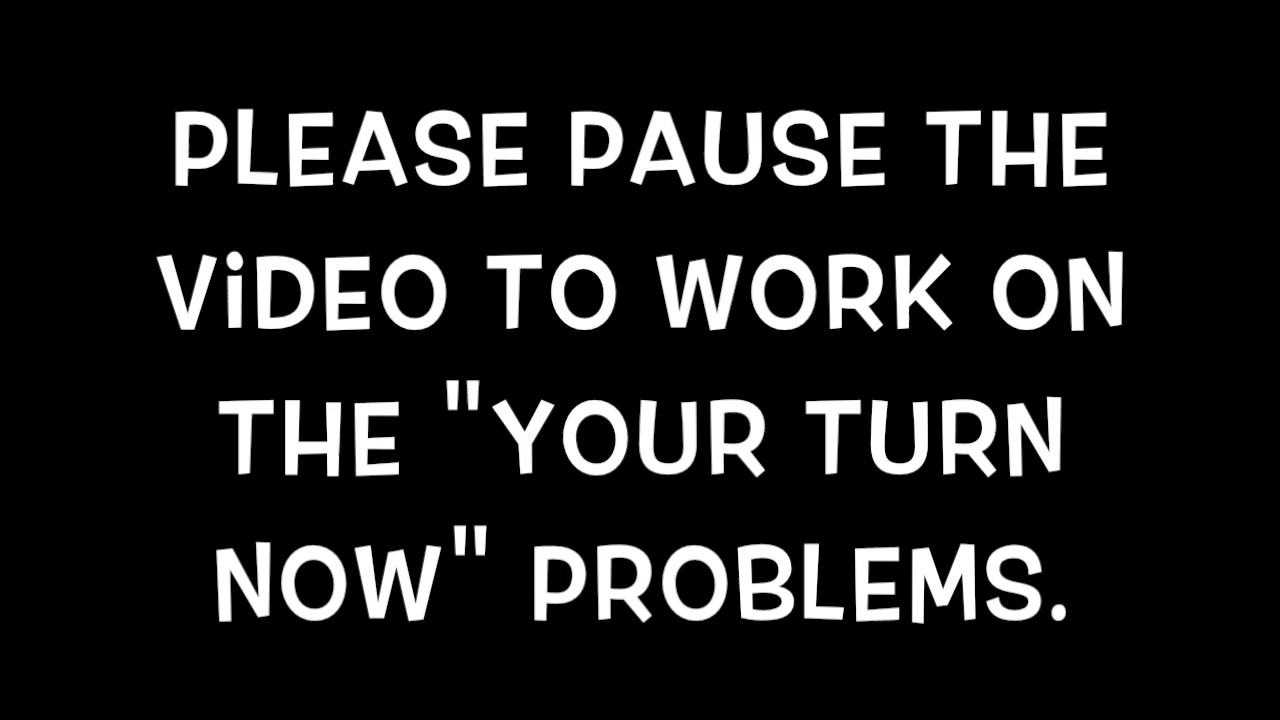 PLEASE PAUSE THE
ViDEO TO WORK ON
THE "YOUR TURN
NOW" PROBLEMS.